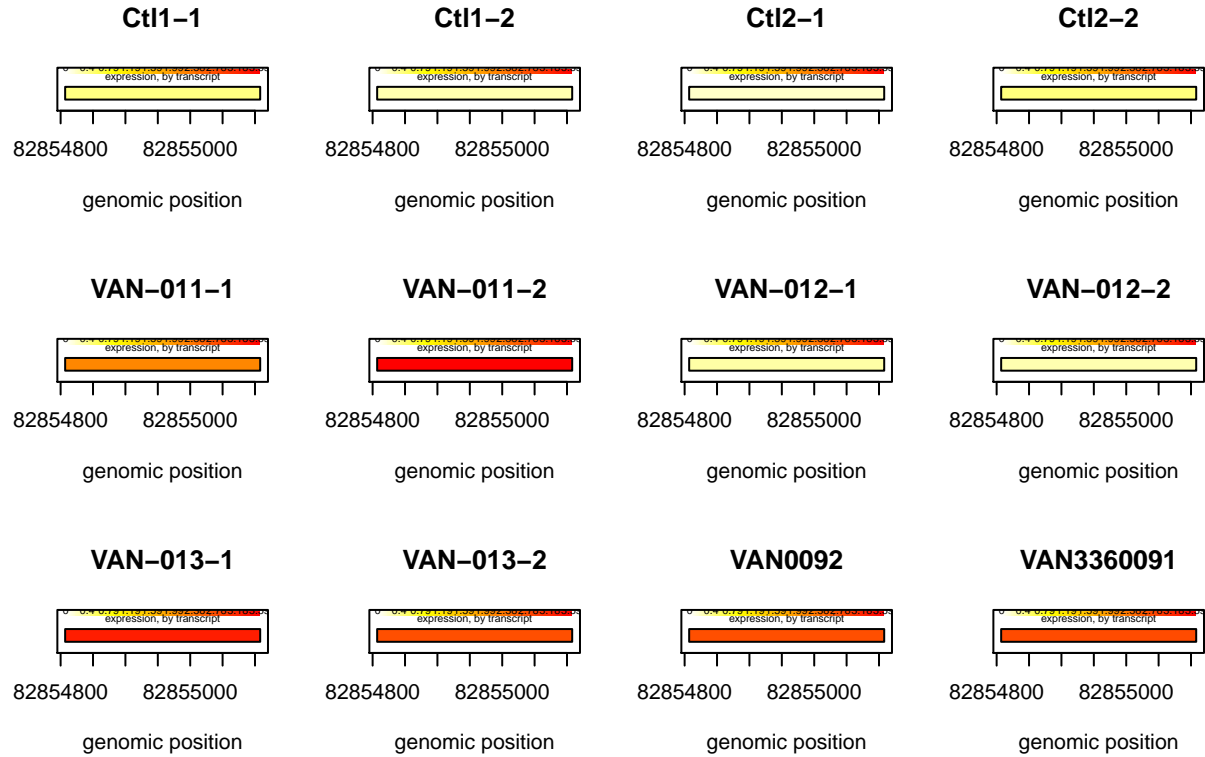 Ctl1−1
Ctl1−2
Ctl2−1
Ctl2−2
expression, by transcript
expression, by transcript
expression, by transcript
expression, by transcript
82854800 82855000
82854800 82855000
82854800 82855000
82854800 82855000
genomic position
genomic position
genomic position
genomic position
VAN−011−1
VAN−011−2
VAN−012−1
VAN−012−2
expression, by transcript
expression, by transcript
expression, by transcript
expression, by transcript
82854800 82855000
82854800 82855000
82854800 82855000
82854800 82855000
genomic position
genomic position
genomic position
genomic position
VAN−013−1
VAN−013−2
VAN0092
VAN3360091
expression, by transcript
expression, by transcript
expression, by transcript
expression, by transcript
82854800 82855000
82854800 82855000
82854800 82855000
82854800 82855000
genomic position
genomic position
genomic position
genomic position